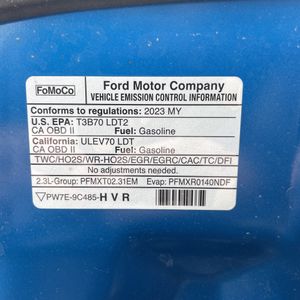 FoMoCo
Ford Motor Company
VEHICLE EMISSION CONTROL INFORMATION
Conforms to regulations: 2023 MY
U.S. EPA: T3B70 LDT2
CA OBD II Fuel: Gasoline
California: ULEV70 LDT
CA OBD II Fuel: Gasoline
TWC/HO2S/WR-HO2S/EGR/EGRC/CAC/TC/DFI
No adjustments needed.
2.3L-Group: PFMXT02.31EM Evap: PFMXR0140NDF
PW7E-9C485-HVR